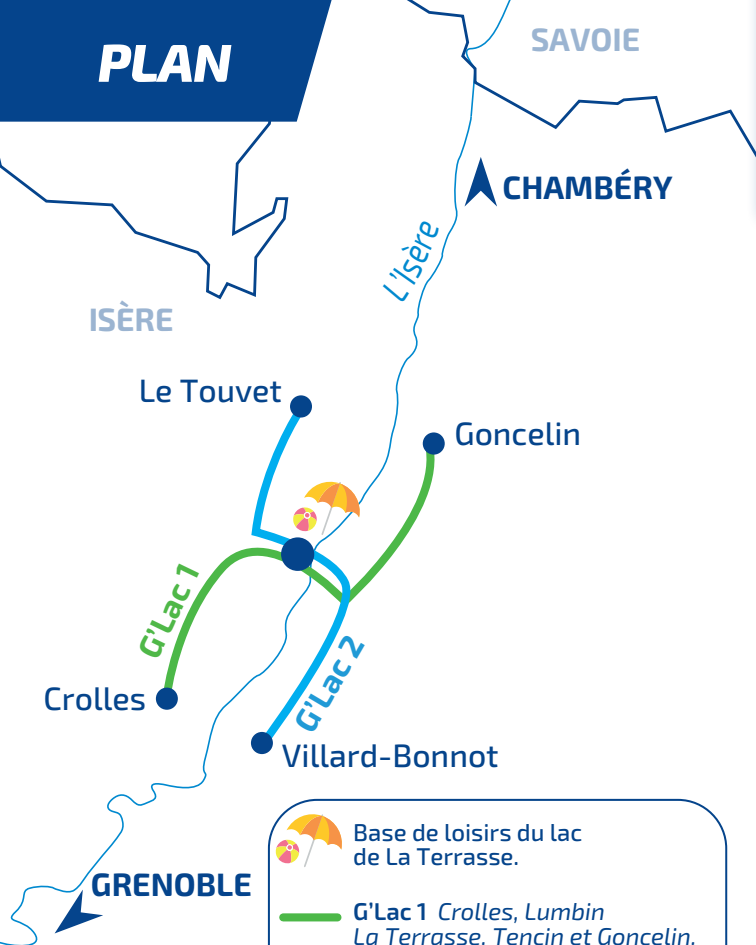 PLAN
SAVOIE
CHAMBÉRY
L'Isère
ISÈRE
Le Touvet
Goncelin
G'Lac 1
G'Lac 2
Crolles
Villard-Bonnot
Base de loisirs du lac
de La Terrasse.
GRENOBLE
G'Lac 1 Crolles, Lumbin
La Terrasse, Tencin et Goncelin.